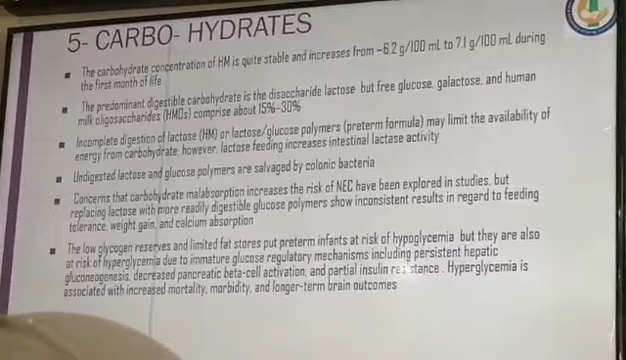 5- CARBO- HYDRATES
The carbohydrate concentration of HM is quite stable and increases from ~6.2 g/100 mL to 7.1 g/100 mL during
the first month of life
The predominant digestible carbohydrate is the disaccharide lactose but free glucose, galactose, and human
milk oligosaccharides (HMOs) comprise about 15%-30%
Incomplete digestion of lactose (HM) or lactose/glucose polymers (preterm formula) may limit the availability of
energy from carbohydrate; however, lactose feeding increases intestinal lactase activity
Undigested lactose and glucose polymers are salvaged by colonic bacteria
Concerns that carbohydrate malabsorption increases the risk of NEC have been explored in studies, but
replacing lactose with more readily digestible glucose polymers show inconsistent results in regard to feeding
tolerance, weight gain, and calcium absorption
The low glycogen reserves and limited fat stores put preterm infants at risk of hypoglycemia but they are also
at risk of hyperglycemia due to immature glucose regulatory mechanisms including persistent hepatic
gluconeogenesis, decreased pancreatic beta-cell activation, and partial insulin resistance . Hyperglycemia is
associated with increased mortality, morbidity, and longer-term brain outcomes